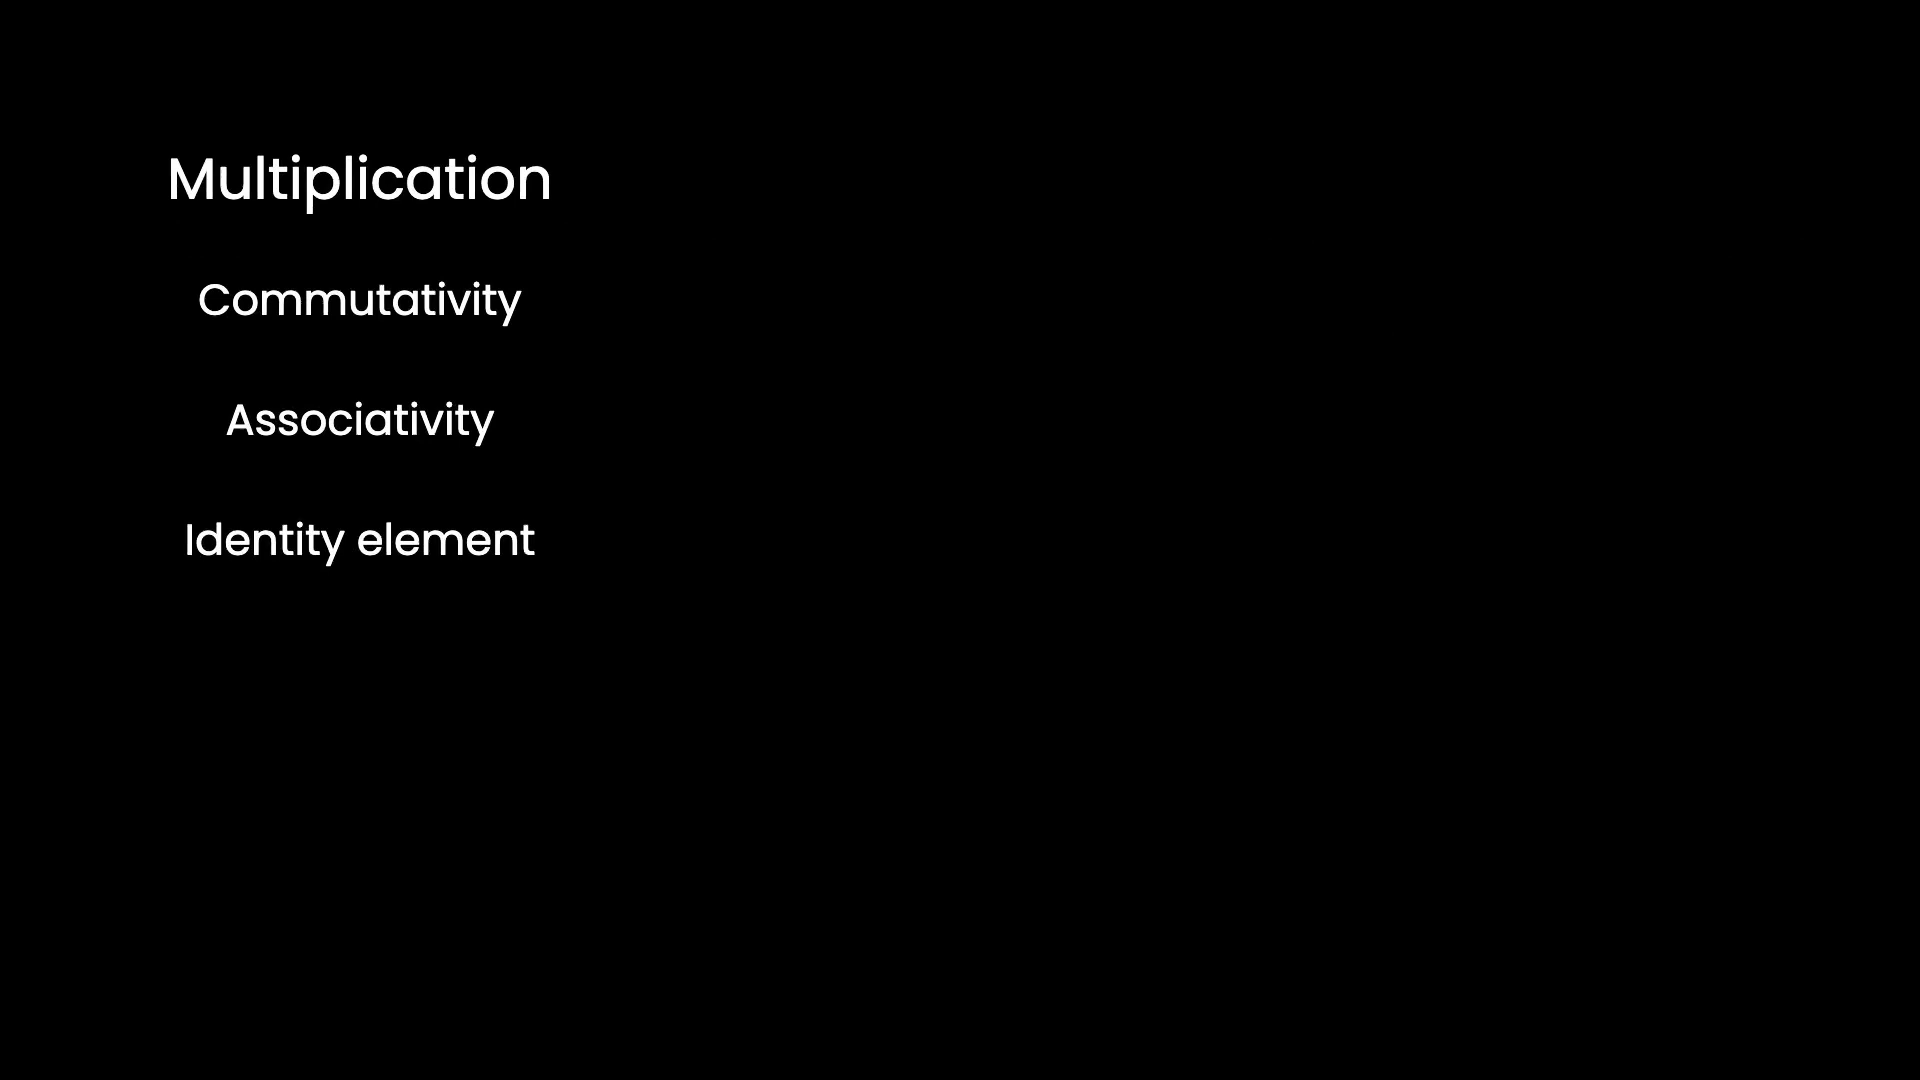 Multiplication
Commutativity
Associativity
Identity element